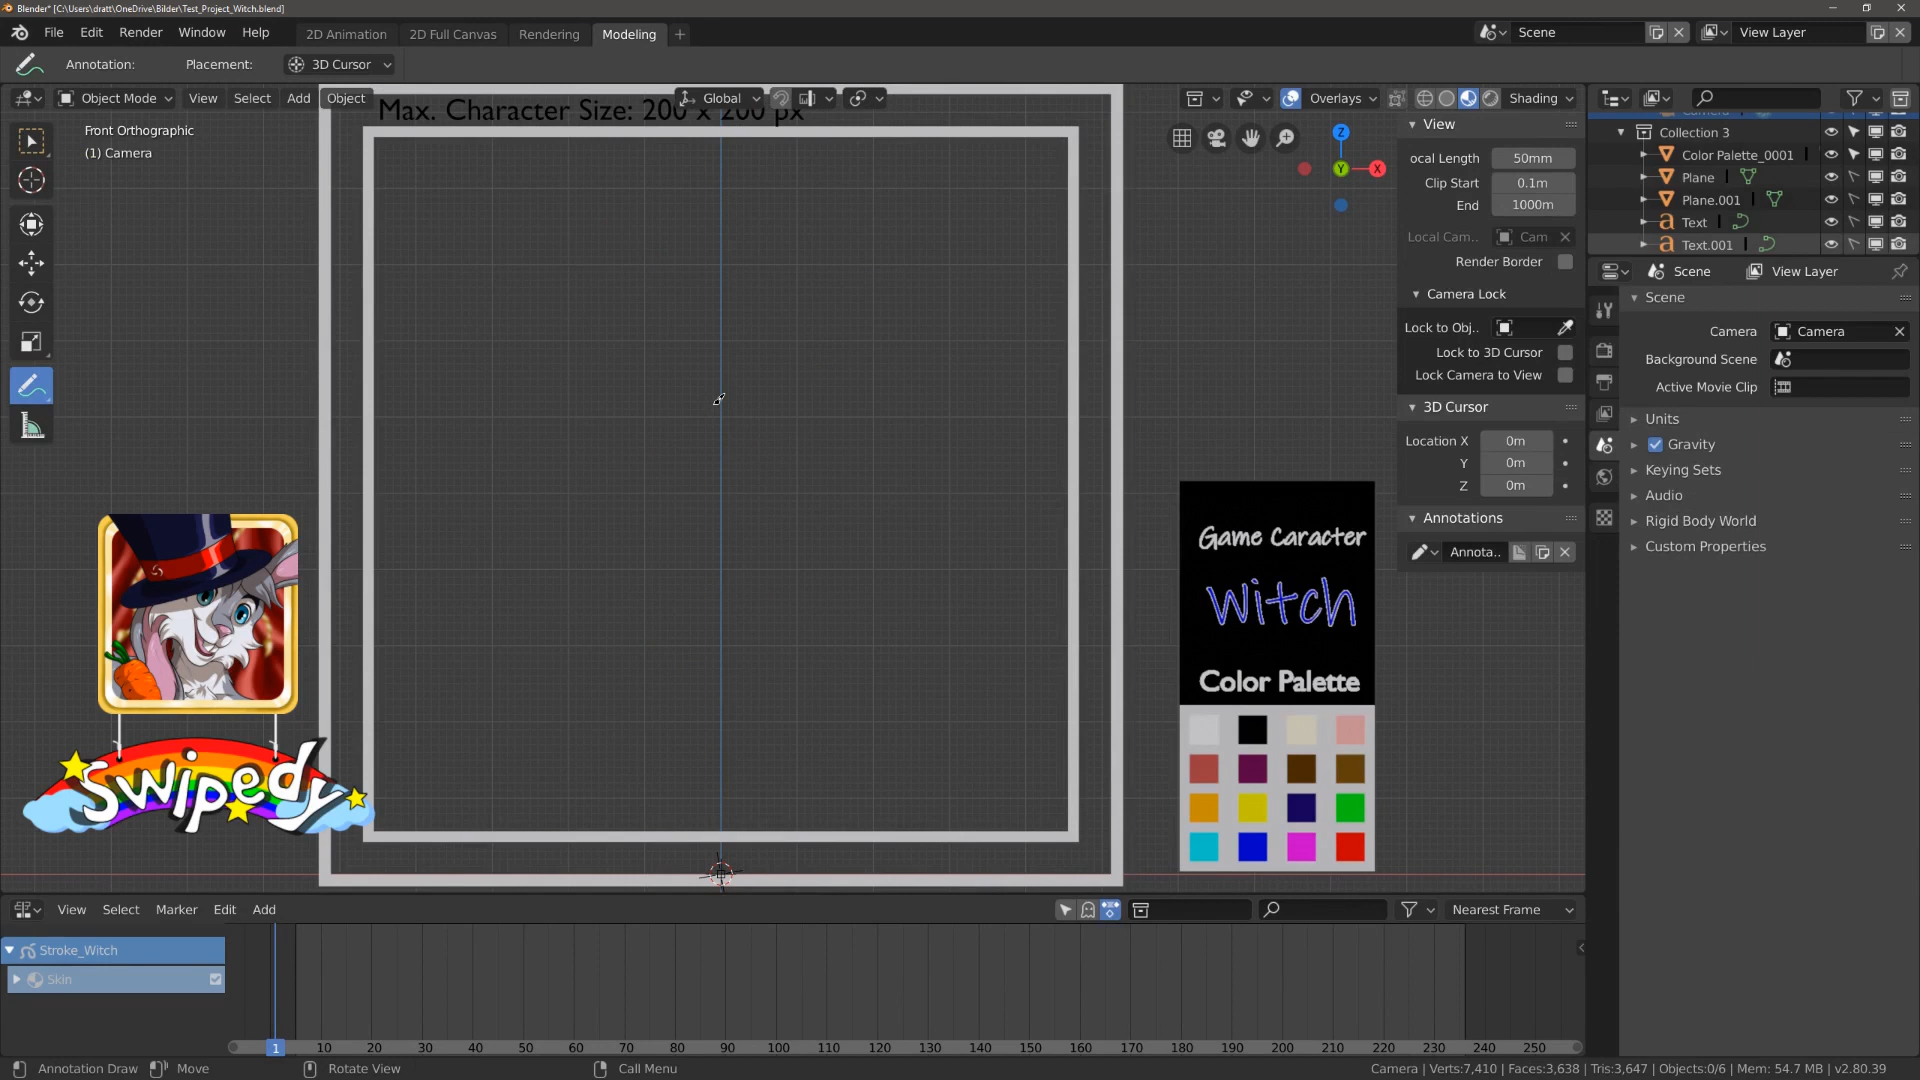 Blender* [C:\Users\dratt\OneDrive\Bilder\Test_Project_Witch.blend]
File Edit Render Window Help 2D Animation 2D Full Canvas Rendering Modeling + Scene View Layer
Annotation: Placement: 3D Cursor
Object Mode View Select Add Object Global Overlays Shading
Max. Character Size: 200 x 200 px
Front Orthographic
(1) Camera
Z
Y
X
View
ocal Length 50mm
Clip Start 0.1m
End 1000m
Local Cam.. Cam
Render Border
Camera Lock
Lock to Obj..
Lock to 3D Cursor
Lock Camera to View
3D Cursor
Location X 0m
Y 0m
Z 0m
Annotations
Annota..
Collection 3
Color Palette_0001
Plane
Plane.001
Text
Text.001
Scene View Layer
Scene
Camera Camera
Background Scene
Active Movie Clip
Units
Gravity
Keying Sets
Audio
Rigid Body World
Custom Properties
Game Caracter
Witch
Color Palette
Swipedy
View Select Marker Edit Add Nearest Frame
Stroke_Witch
Skin
1 10 20 30 40 50 60 70 80 90 100 110 120 130 140 150 160 170 180 190 200 210 220 230 240 250
Annotation Draw Move Rotate View Call Menu Camera | Verts:7,410 | Faces:3,638 | Tris:3,647 | Objects:0/6 | Mem: 54.7 MB | v2.80.39